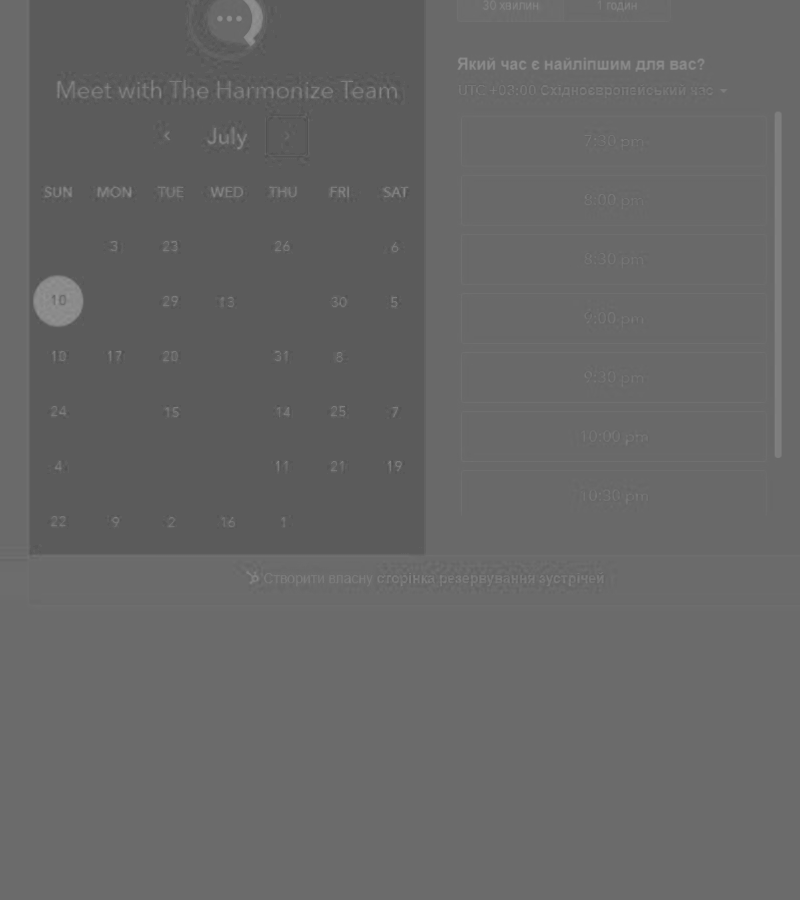 30 хвилин 1 годин
Meet with The Harmonize Team
July
SUN MON TUE WED THU FRI SAT
3 23 26 6
10 29 13 30 5
18 17 28 31 8
24 15 14 25 7
4 11 21 19
22 9 2 16 1
Який час є найліпшим для вас?
UTC +03:00 Східноєвропейський час
7:30 pm
8:00 pm
8:30 pm
9:00 pm
9:30 pm
10:00 pm
10:30 pm
Створити власну сторінка резервування зустрічей